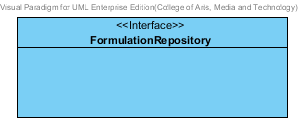 Visual Paradigm for UML Enterprise Edition(College of Arts, Media and Technology)
<<Interface>>
FormulationRepository